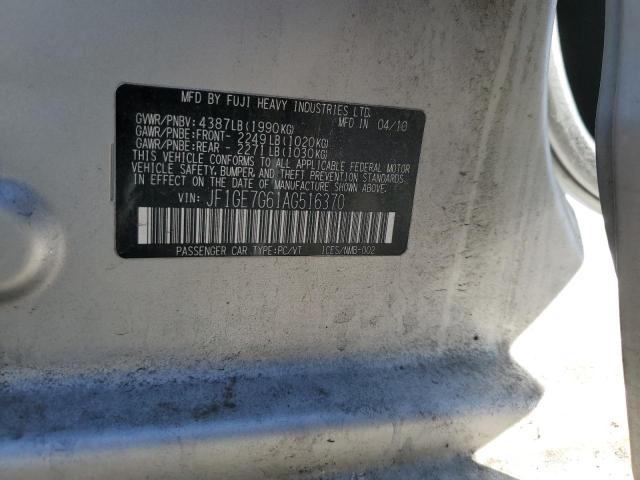 MFD BY FUJI HEAVY INDUSTRIES LTD.
GVWR/PNBV: 4387LB(1990KG) MFD IN 04/10
GAWR/PNBE:FRONT- 2249LB(1020KG)
GAWR/PNBE:REAR - 2271LB(1030KG)
THIS VEHICLE CONFORMS TO ALL APPLICABLE FEDERAL MOTOR
VEHICLE SAFETY, BUMPER, AND THEFT PREVENTION STANDARDS
IN EFFECT ON THE DATE OF MANUFACTURE SHOWN ABOVE.
VIN: JF1GE7G61AG516370
PASSENGER CAR TYPE:PC/VT ICES/NMB-002